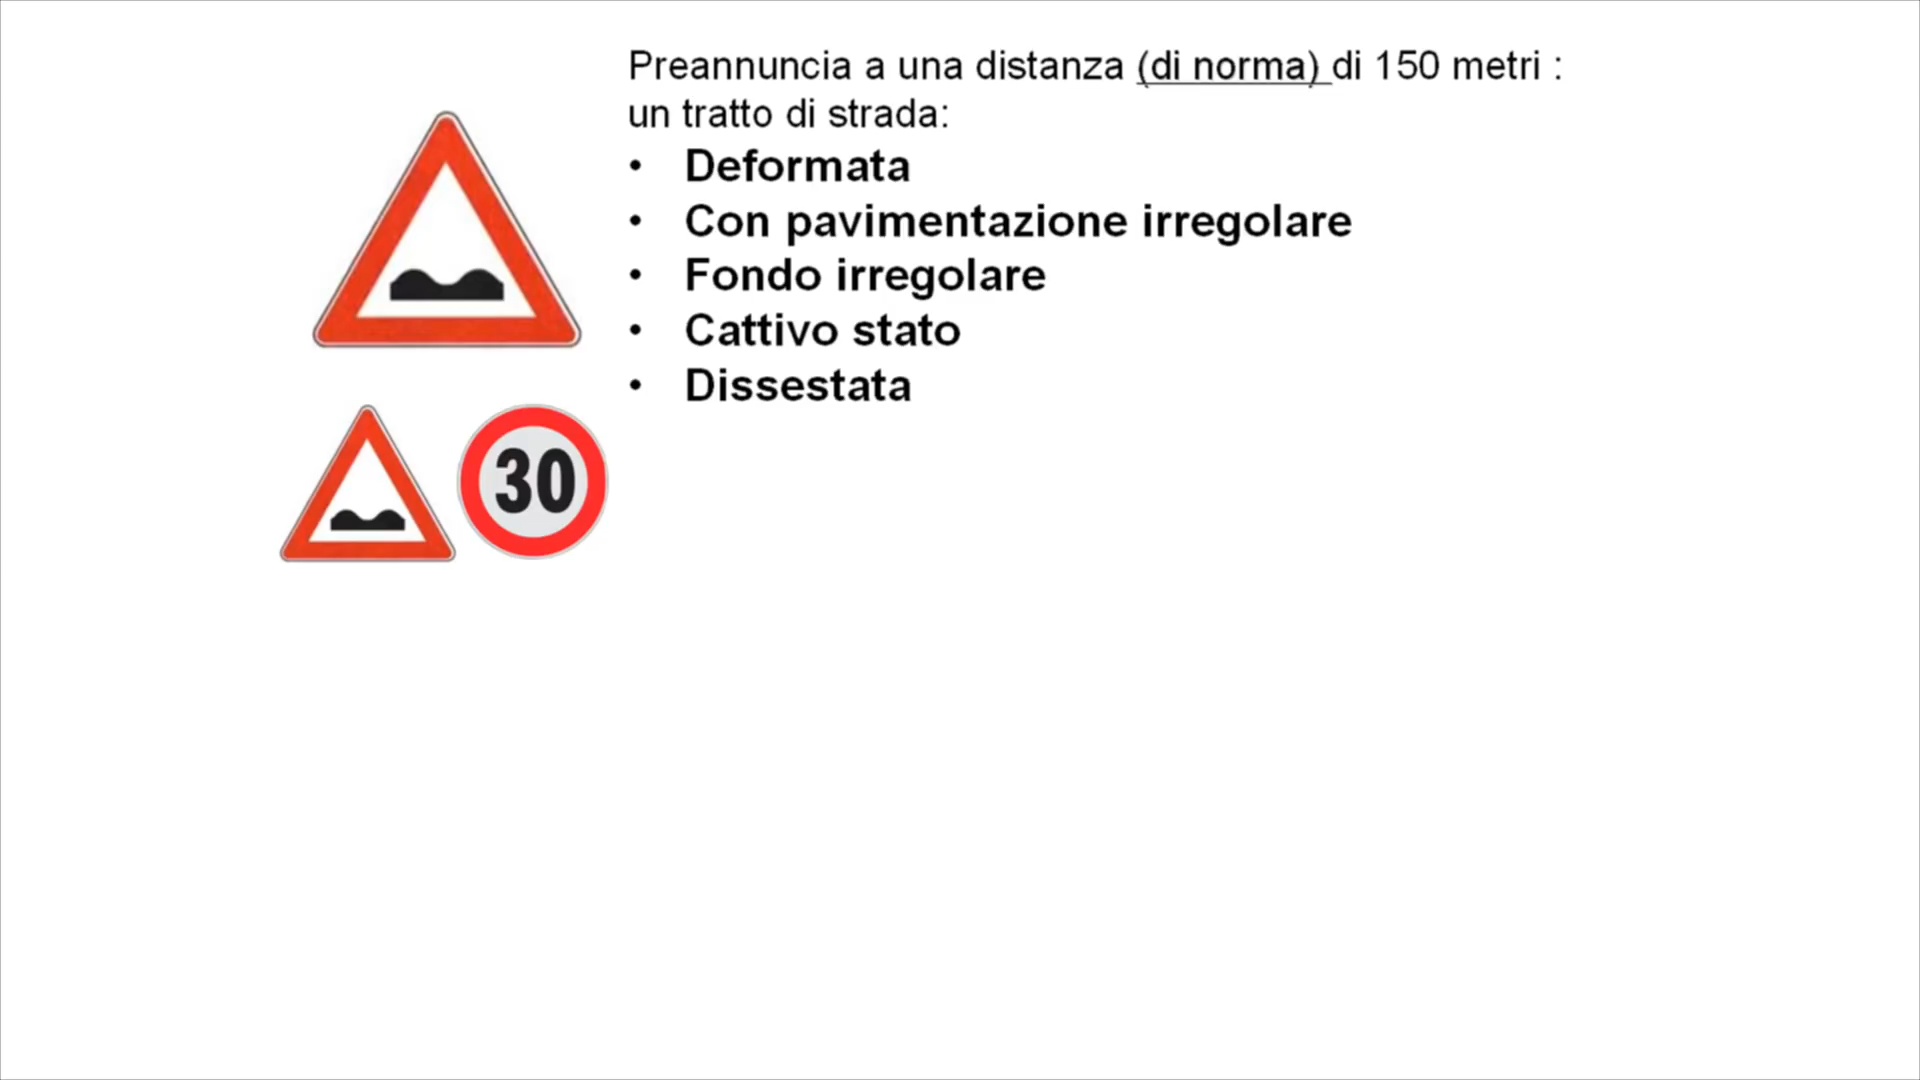 Preannuncia a una distanza (di norma) di 150 metri :
un tratto di strada:
• Deformata
• Con pavimentazione irregolare
• Fondo irregolare
• Cattivo stato
• Dissestata
30